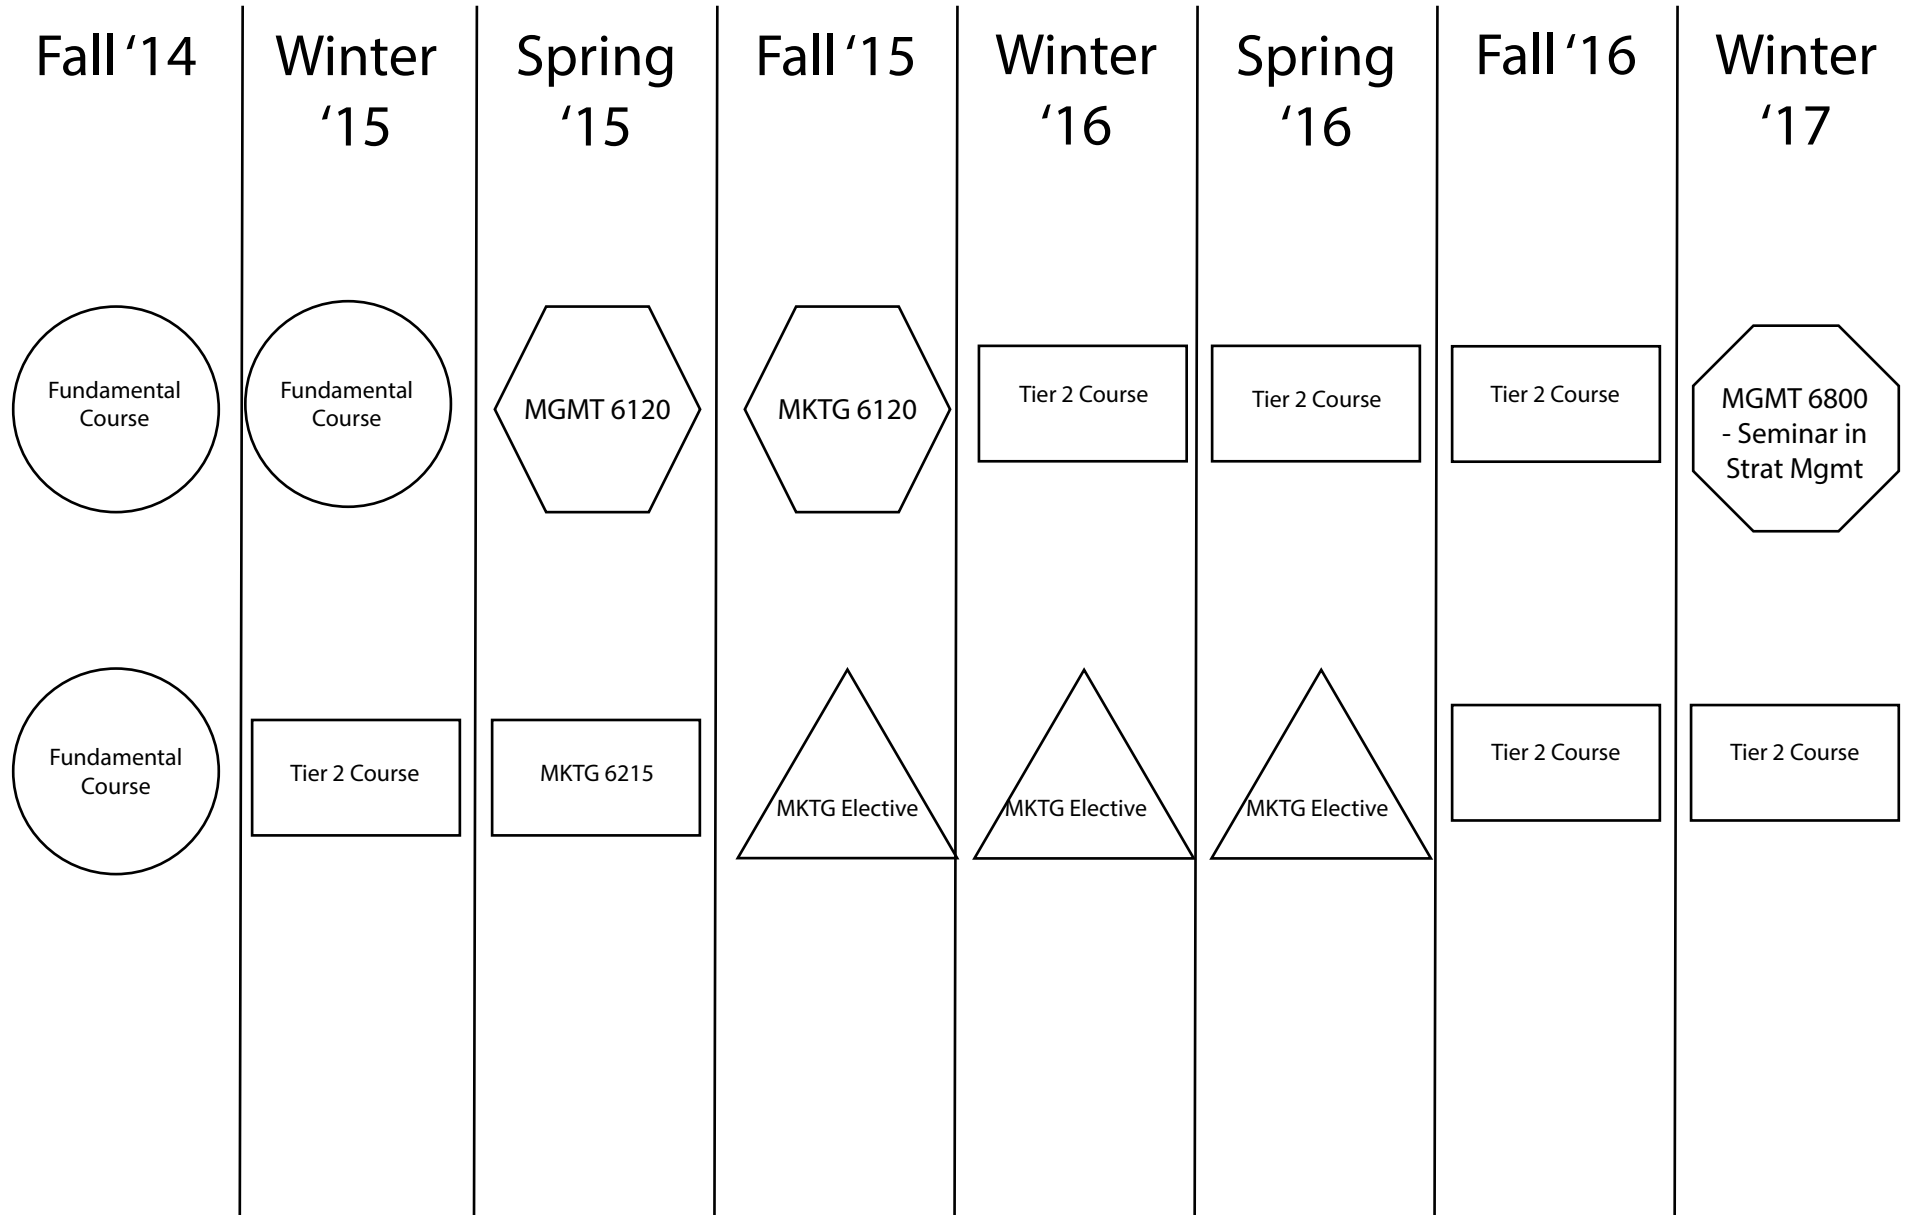 Fall ‘14
Winter
‘15
Spring
‘15
Fall ‘15
Winter
‘16
Spring
‘16
Fall ‘16
Winter
‘17
Fundamental
Course
Fundamental
Course
MGMT 6120
MKTG 6120
Tier 2 Course
Tier 2 Course
Tier 2 Course
MGMT 6800
- Seminar in
Strat Mgmt
Fundamental
Course
Tier 2 Course
MKTG 6215
MKTG Elective
MKTG Elective
MKTG Elective
Tier 2 Course
Tier 2 Course